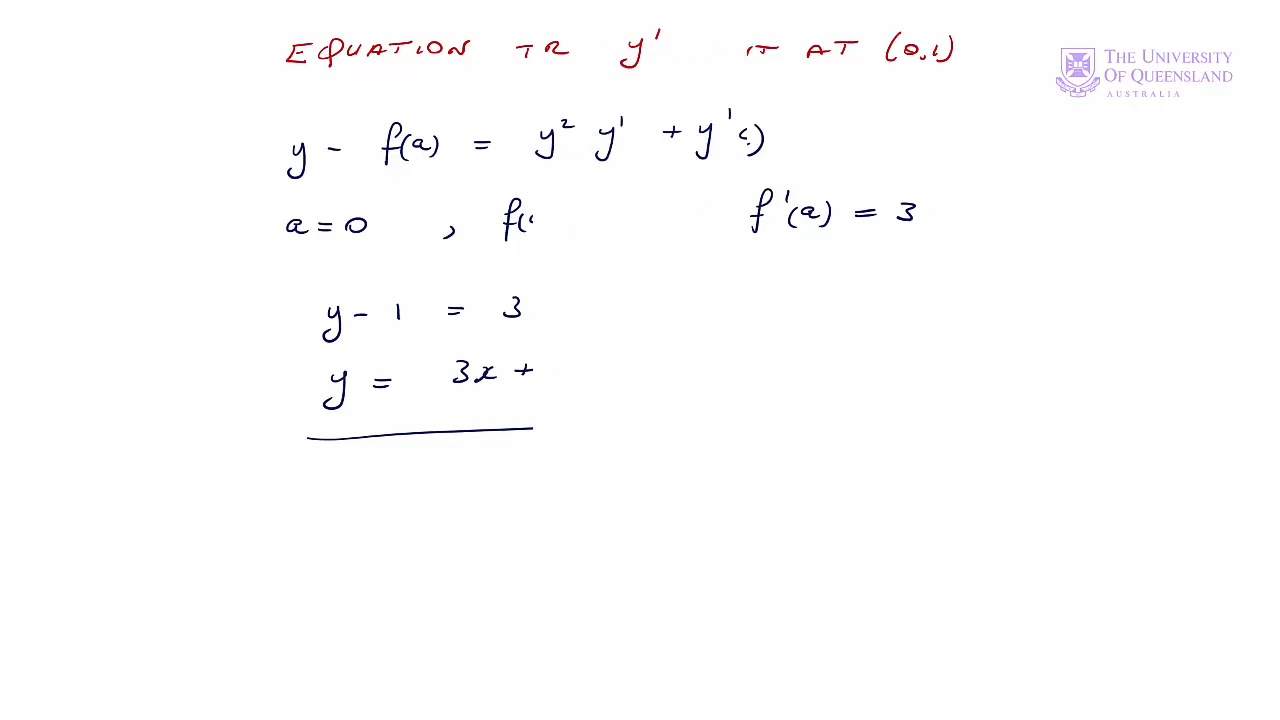 EQUATION TR y' IT AT (0,1)
THE UNIVERSITY
OF QUEENSLAND
AUSTRALIA
y - f(a) = y² y' + y'
a = 0 , f( f'(a) = 3
y - 1 = 3
y = 3x +